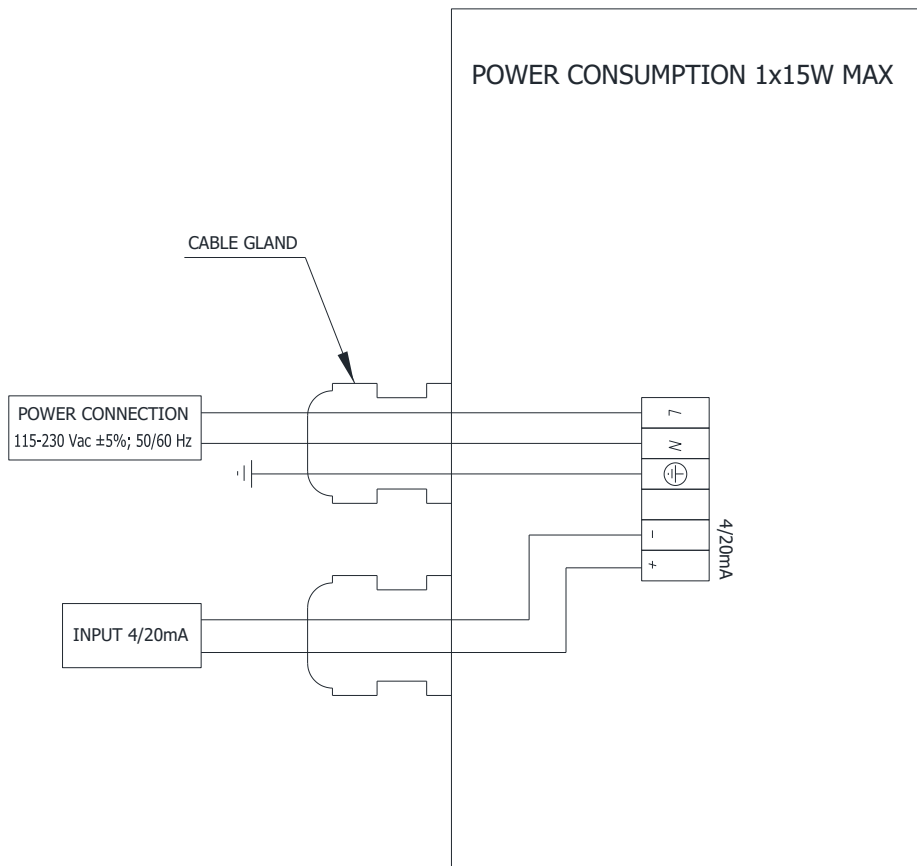 POWER CONSUMPTION 1x15W MAX
CABLE GLAND
POWER CONNECTION
115-230 Vac ±5%; 50/60 Hz
L
N
-
+
4/20mA
INPUT 4/20mA